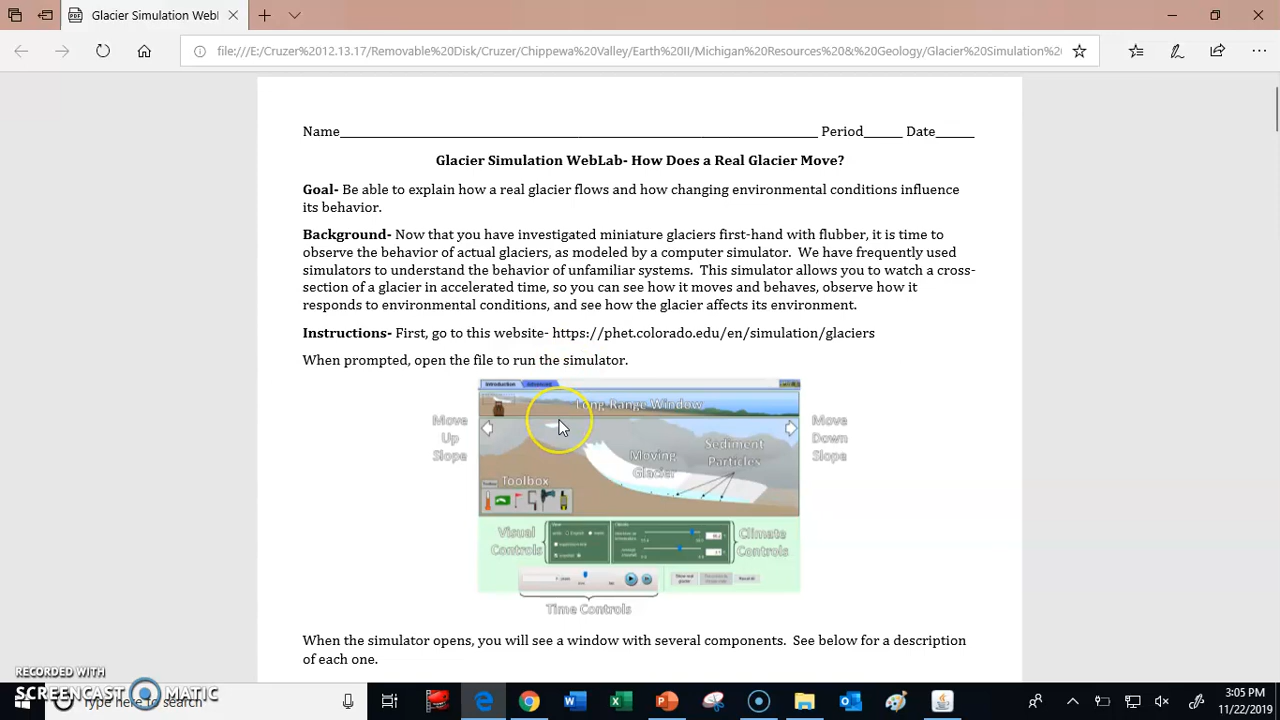 Glacier Simulation WebL
file:///E:/Cruzer%2012.13.17/Removable%20Disk/Cruzer/Chippewa%20Valley/Earth%20II/Michigan%20Resources%20&%20Geology/Glacier%20Simulation%
Name Period Date
Glacier Simulation WebLab- How Does a Real Glacier Move?
Goal- Be able to explain how a real glacier flows and how changing environmental conditions influence
its behavior.
Background- Now that you have investigated miniature glaciers first-hand with flubber, it is time to
observe the behavior of actual glaciers, as modeled by a computer simulator. We have frequently used
simulators to understand the behavior of unfamiliar systems. This simulator allows you to watch a cross-
section of a glacier in accelerated time, so you can see how it moves and behaves, observe how it
responds to environmental conditions, and see how the glacier affects its environment.
Instructions- First, go to this website- https://phet.colorado.edu/en/simulation/glaciers
When prompted, open the file to run the simulator.
Introduction Advanced
Long Range Window
Move
Up
Slope
Move
Down
Slope
Moving
Glacier
Sediment
Particles
Toolbox
Visual
Controls
Climate
Controls
Time Controls
When the simulator opens, you will see a window with several components. See below for a description
of each one.
RECORDED WITH
SCREENCAST MATIC
Type here to search
3:05 PM
11/22/2019